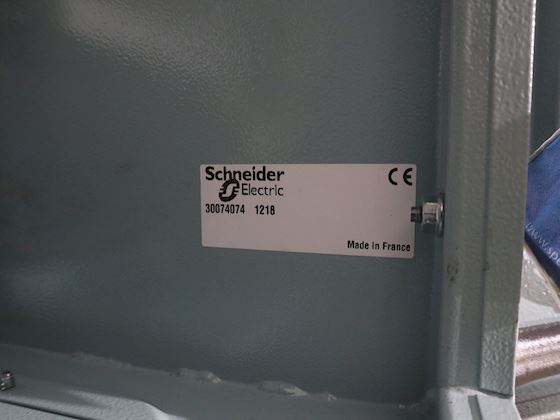 Schneider
Electric
CE
30074074 1218
Made in France